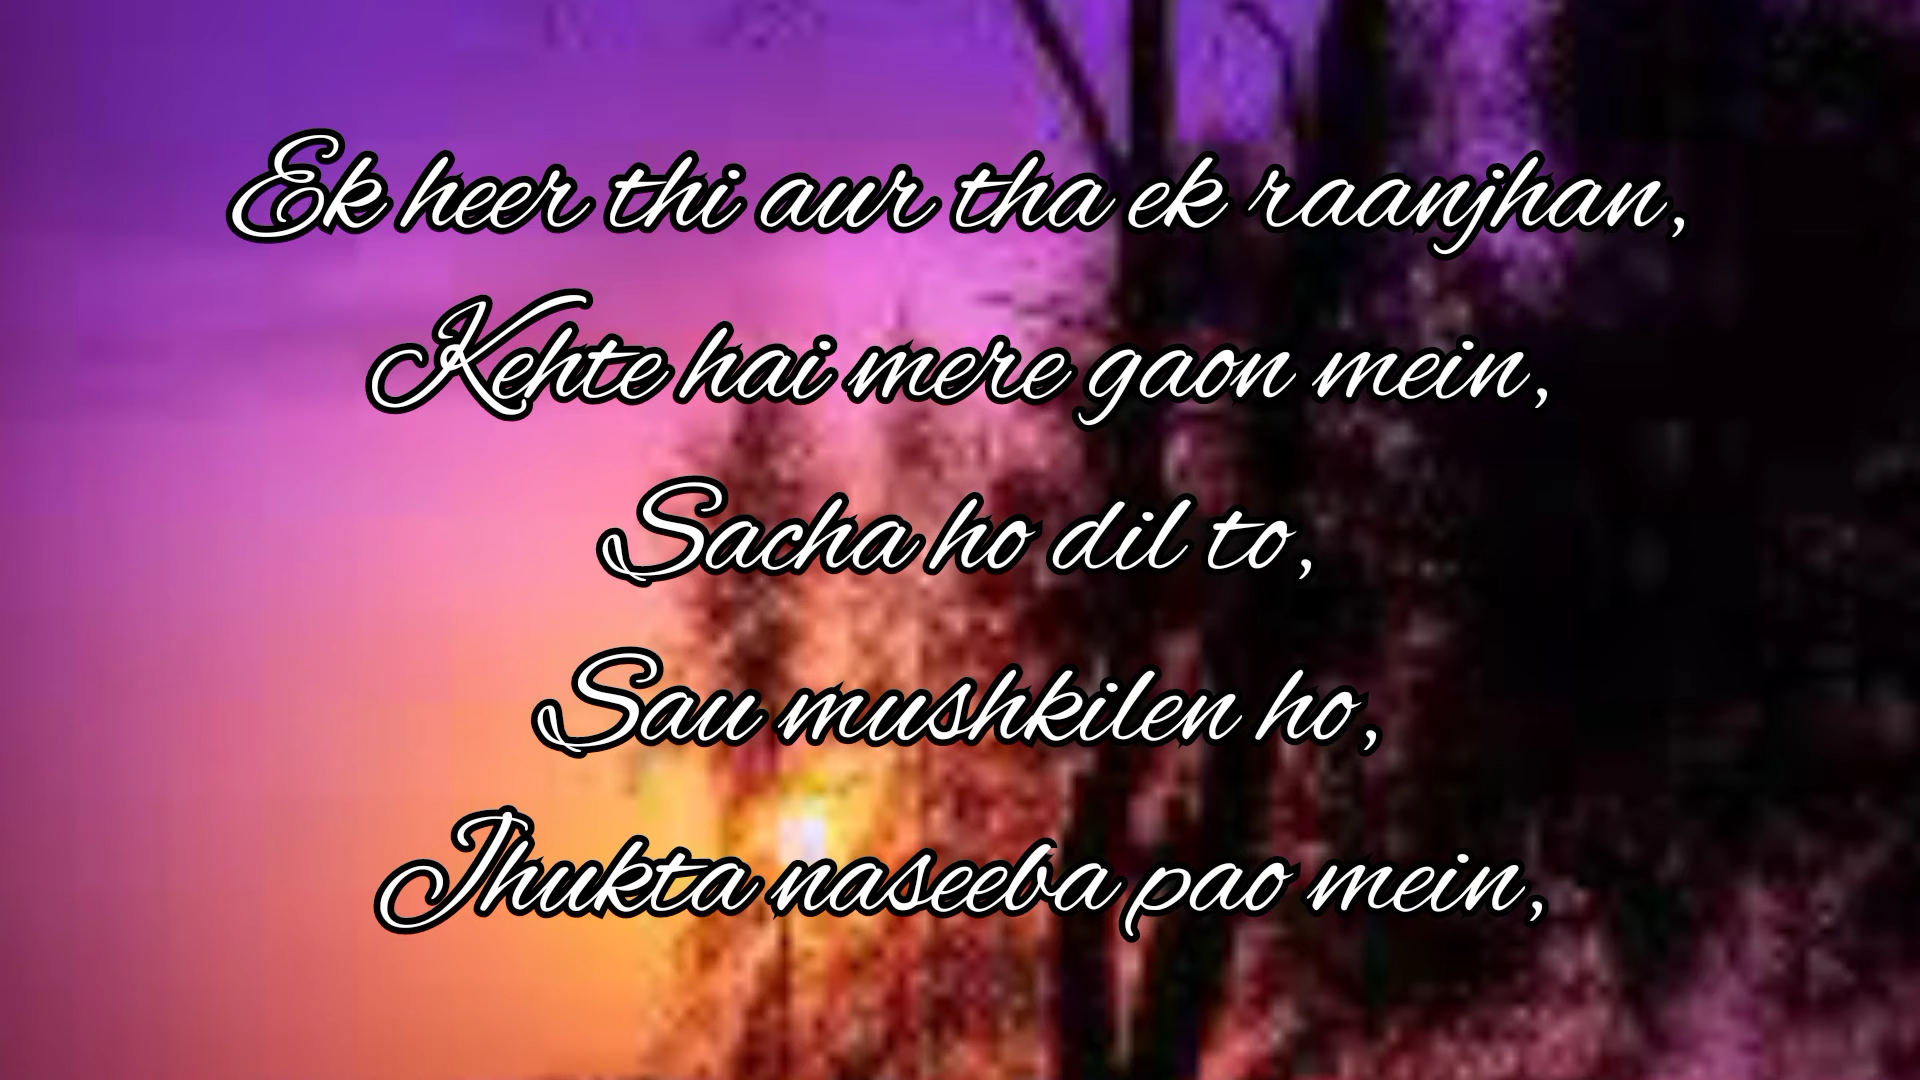 Ek heer thi aur tha ek raanjhan,
Kehte hai mere gaon mein,
Sacha ho dil to,
Sau mushkilen ho,
Jhukta naseeba pao mein,